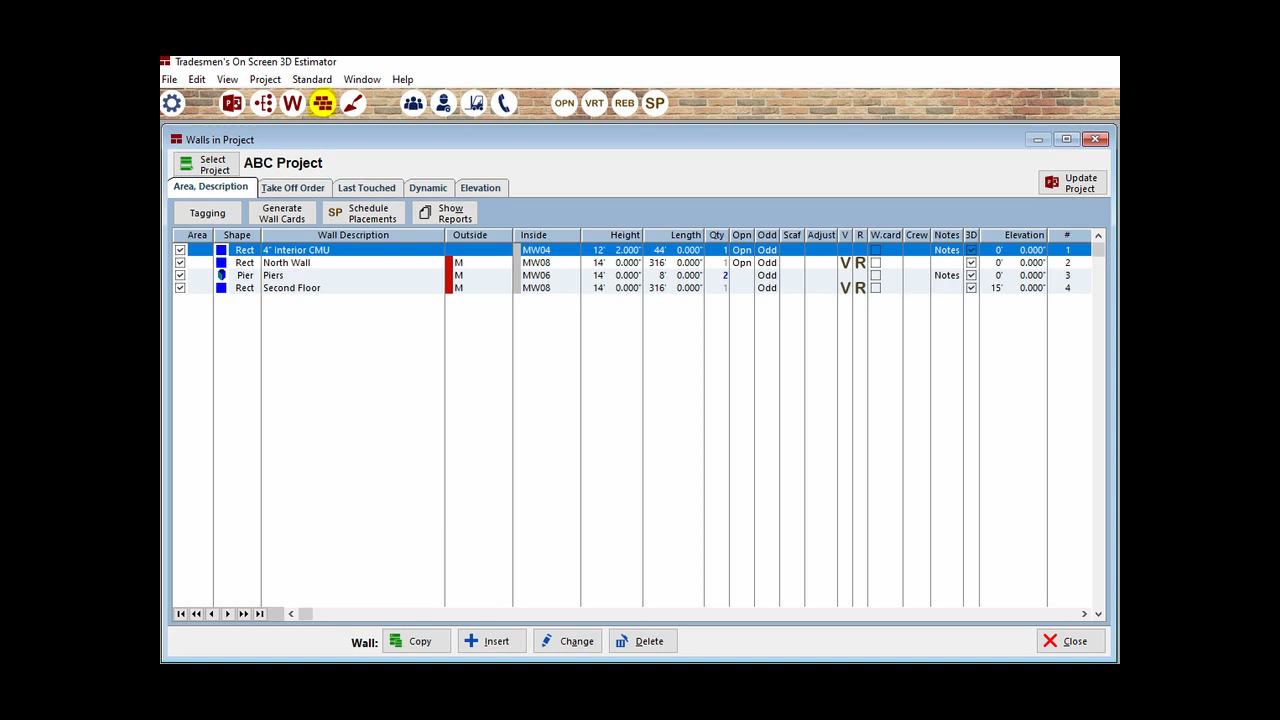 Tradesmen's On Screen 3D Estimator
File Edit View Project Standard Window Help
W OPN VRT REB SP
Walls in Project
Select Project ABC Project
Area, Description Take Off Order Last Touched Dynamic Elevation
Update Project
Tagging Generate Wall Cards SP Schedule Placements Show Reports
Area Shape Wall Description Outside Inside Height Length Qty Opn Odd Scaf Adjust V R W.card Crew Notes 3D Elevation #
Rect 4" Interior CMU MW04 12' 2.000" 44' 0.000" 1 Opn Odd Notes 0' 0.000" 1
Rect North Wall M MW08 14' 0.000" 316' 0.000" 1 Opn Odd V R 0' 0.000" 2
Pier Piers M MW06 14' 0.000" 8' 0.000" 2 Odd Notes 0' 0.000" 3
Rect Second Floor M MW08 14' 0.000" 316' 0.000" 1 Odd V R 15' 0.000" 4
Wall: Copy Insert Change Delete Close